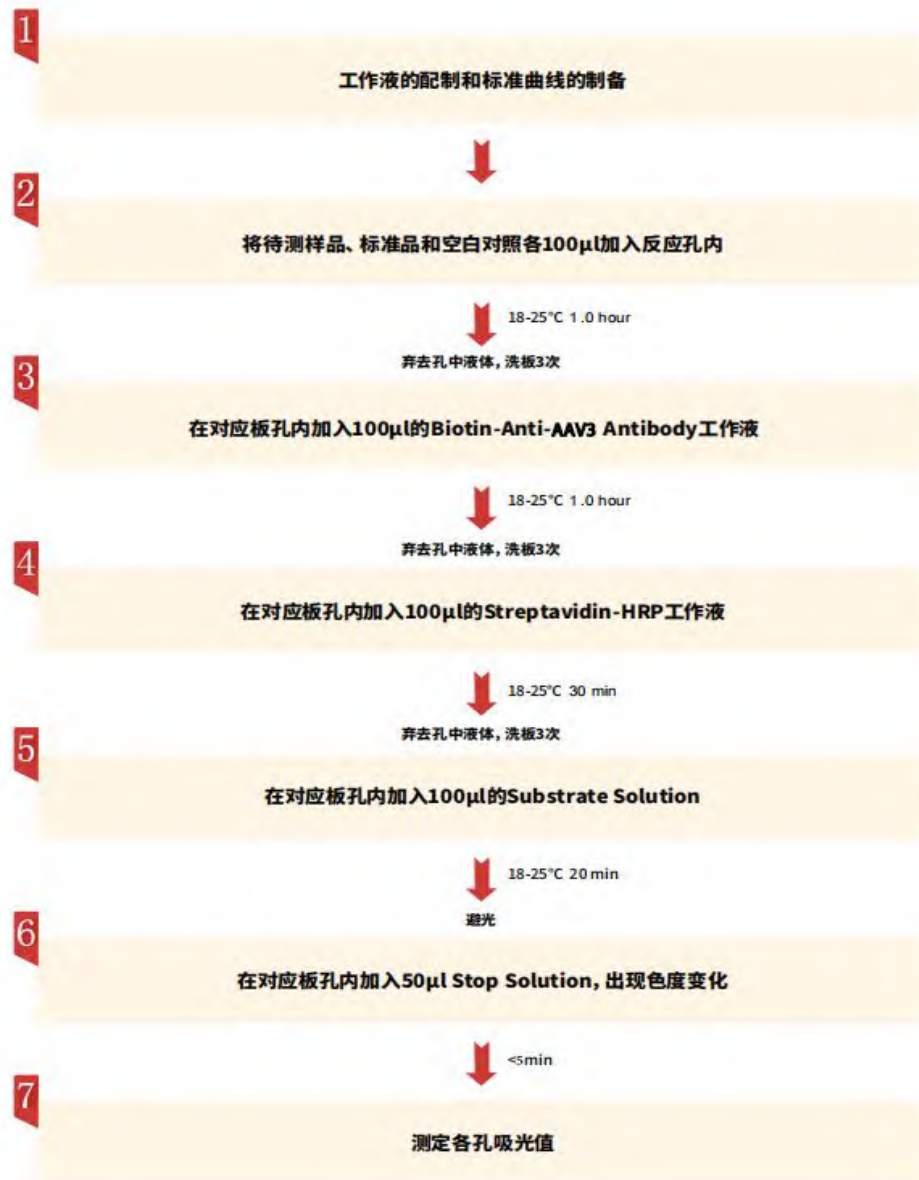 1
工作液的配制和标准曲线的制备
2
将待测样品、标准品和空白对照各100μl加入反应孔内
18-25℃ 1.0 hour
弃去孔中液体，洗板3次
3
在对应板孔内加入100μl的Biotin-Anti-AAV3 Antibody工作液
18-25℃ 1.0 hour
弃去孔中液体，洗板3次
4
在对应板孔内加入100μl的Streptavidin-HRP工作液
18-25℃ 30 min
弃去孔中液体，洗板3次
5
在对应板孔内加入100μl的Substrate Solution
18-25℃ 20 min
避光
6
在对应板孔内加入50μl Stop Solution，出现色度变化
<5min
7
测定各孔吸光值